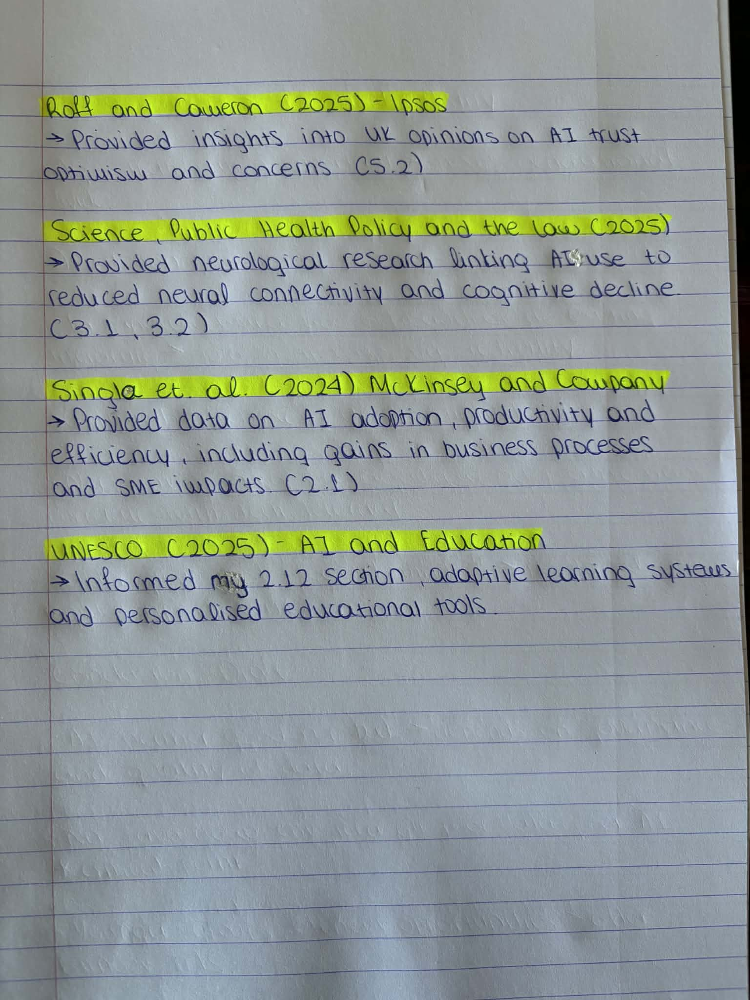 Roff and Cameron (2025) - Ipsos
→ Provided insights into UK opinions on AI trust
optimism and concerns (5.2)
Science, Public Health Policy and the law (2025)
→ Provided neurological research linking AI use to
reduced neural connectivity and cognitive decline.
(3.1, 3.2)
Singla et. al. (2024) McKinsey and Company
→ Provided data on AI adoption, productivity and
efficiency, including gains in business processes
and SME impacts. (2.1)
UNESCO (2025) - AI and Education
→ Informed my 2.12 section, adaptive learning systems
and personalised educational tools.